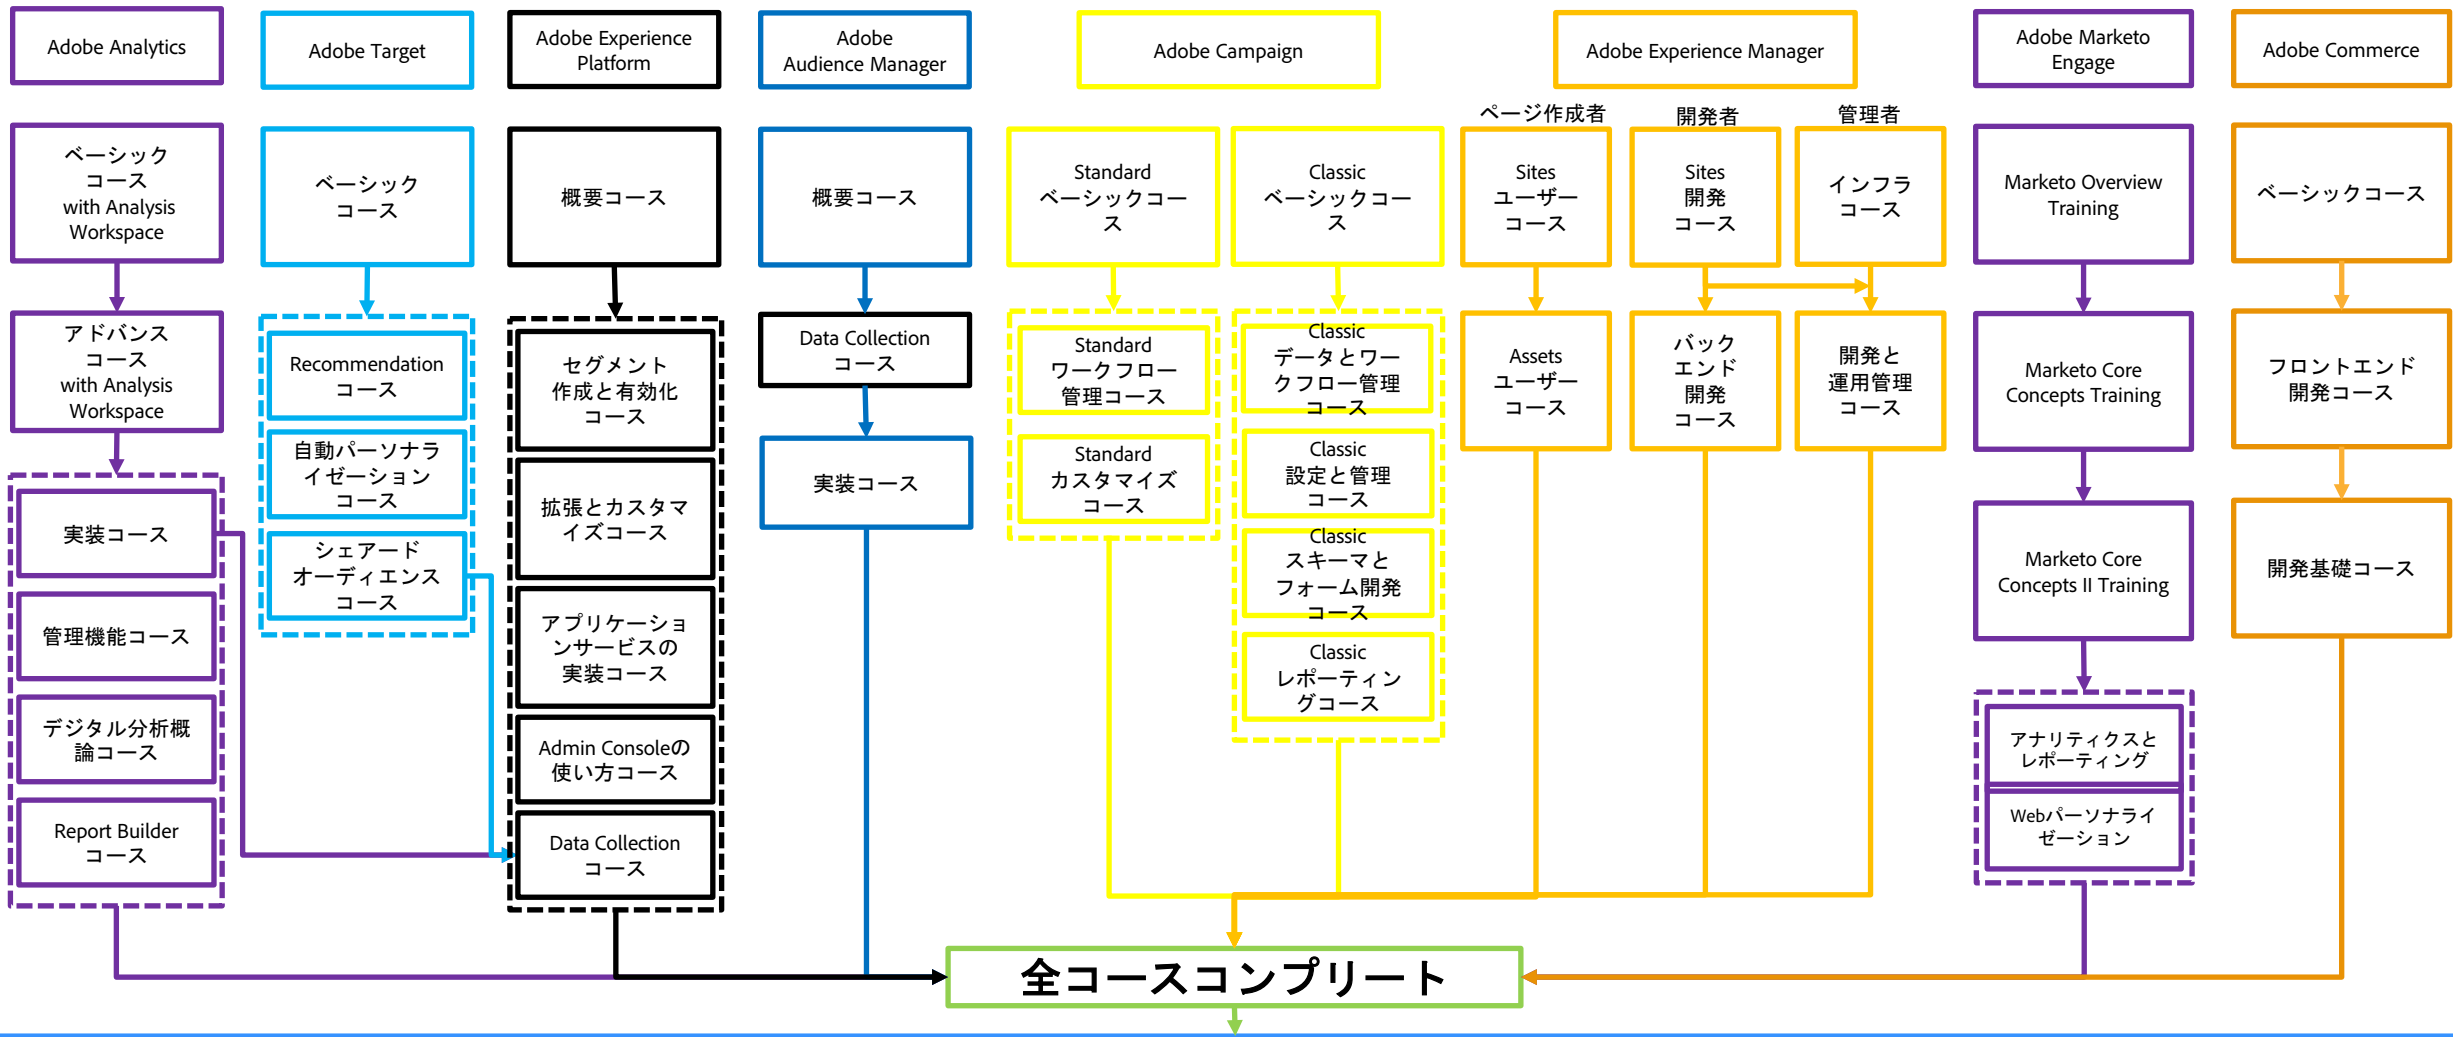 Adobe Analytics
Adobe Target
Adobe Experience
Platform
Adobe
Audience Manager
Adobe Campaign
Adobe Experience Manager
Adobe Marketo
Engage
Adobe Commerce
ベーシック
コース
with Analysis
Workspace
アドバンス
コース
with Analysis
Workspace
実装コース
管理機能コース
デジタル分析概
論コース
Report Builder
コース
ベーシック
コース
Recommendation
コース
自動パーソナラ
イゼーション
コース
シェアード
オーディエンス
コース
概要コース
セグメント
作成と有効化
コース
拡張とカスタマ
イズコース
アプリケーショ
ンサービスの
実装コース
Admin Consoleの
使い方コース
Data Collection
コース
概要コース
Data Collection
コース
実装コース
Standard
ベーシックコー
ス
Standard
ワークフロー
管理コース
Standard
カスタマイズ
コース
Classic
ベーシックコー
ス
Classic
データとワー
クフロー管理
コース
Classic
設定と管理
コース
Classic
スキーマと
フォーム開発
コース
Classic
レポーティン
グコース
ページ作成者
Sites
ユーザー
コース
Assets
ユーザー
コース
開発者
Sites
開発
コース
バック
エンド
開発
コース
管理者
インフラ
コース
開発と
運用管理
コース
Marketo Overview
Training
Marketo Core
Concepts Training
Marketo Core
Concepts II Training
アナリティクスと
レポーティング
Webパーソナライ
ゼーション
ベーシックコース
フロントエンド
開発コース
開発基礎コース
全コースコンプリート